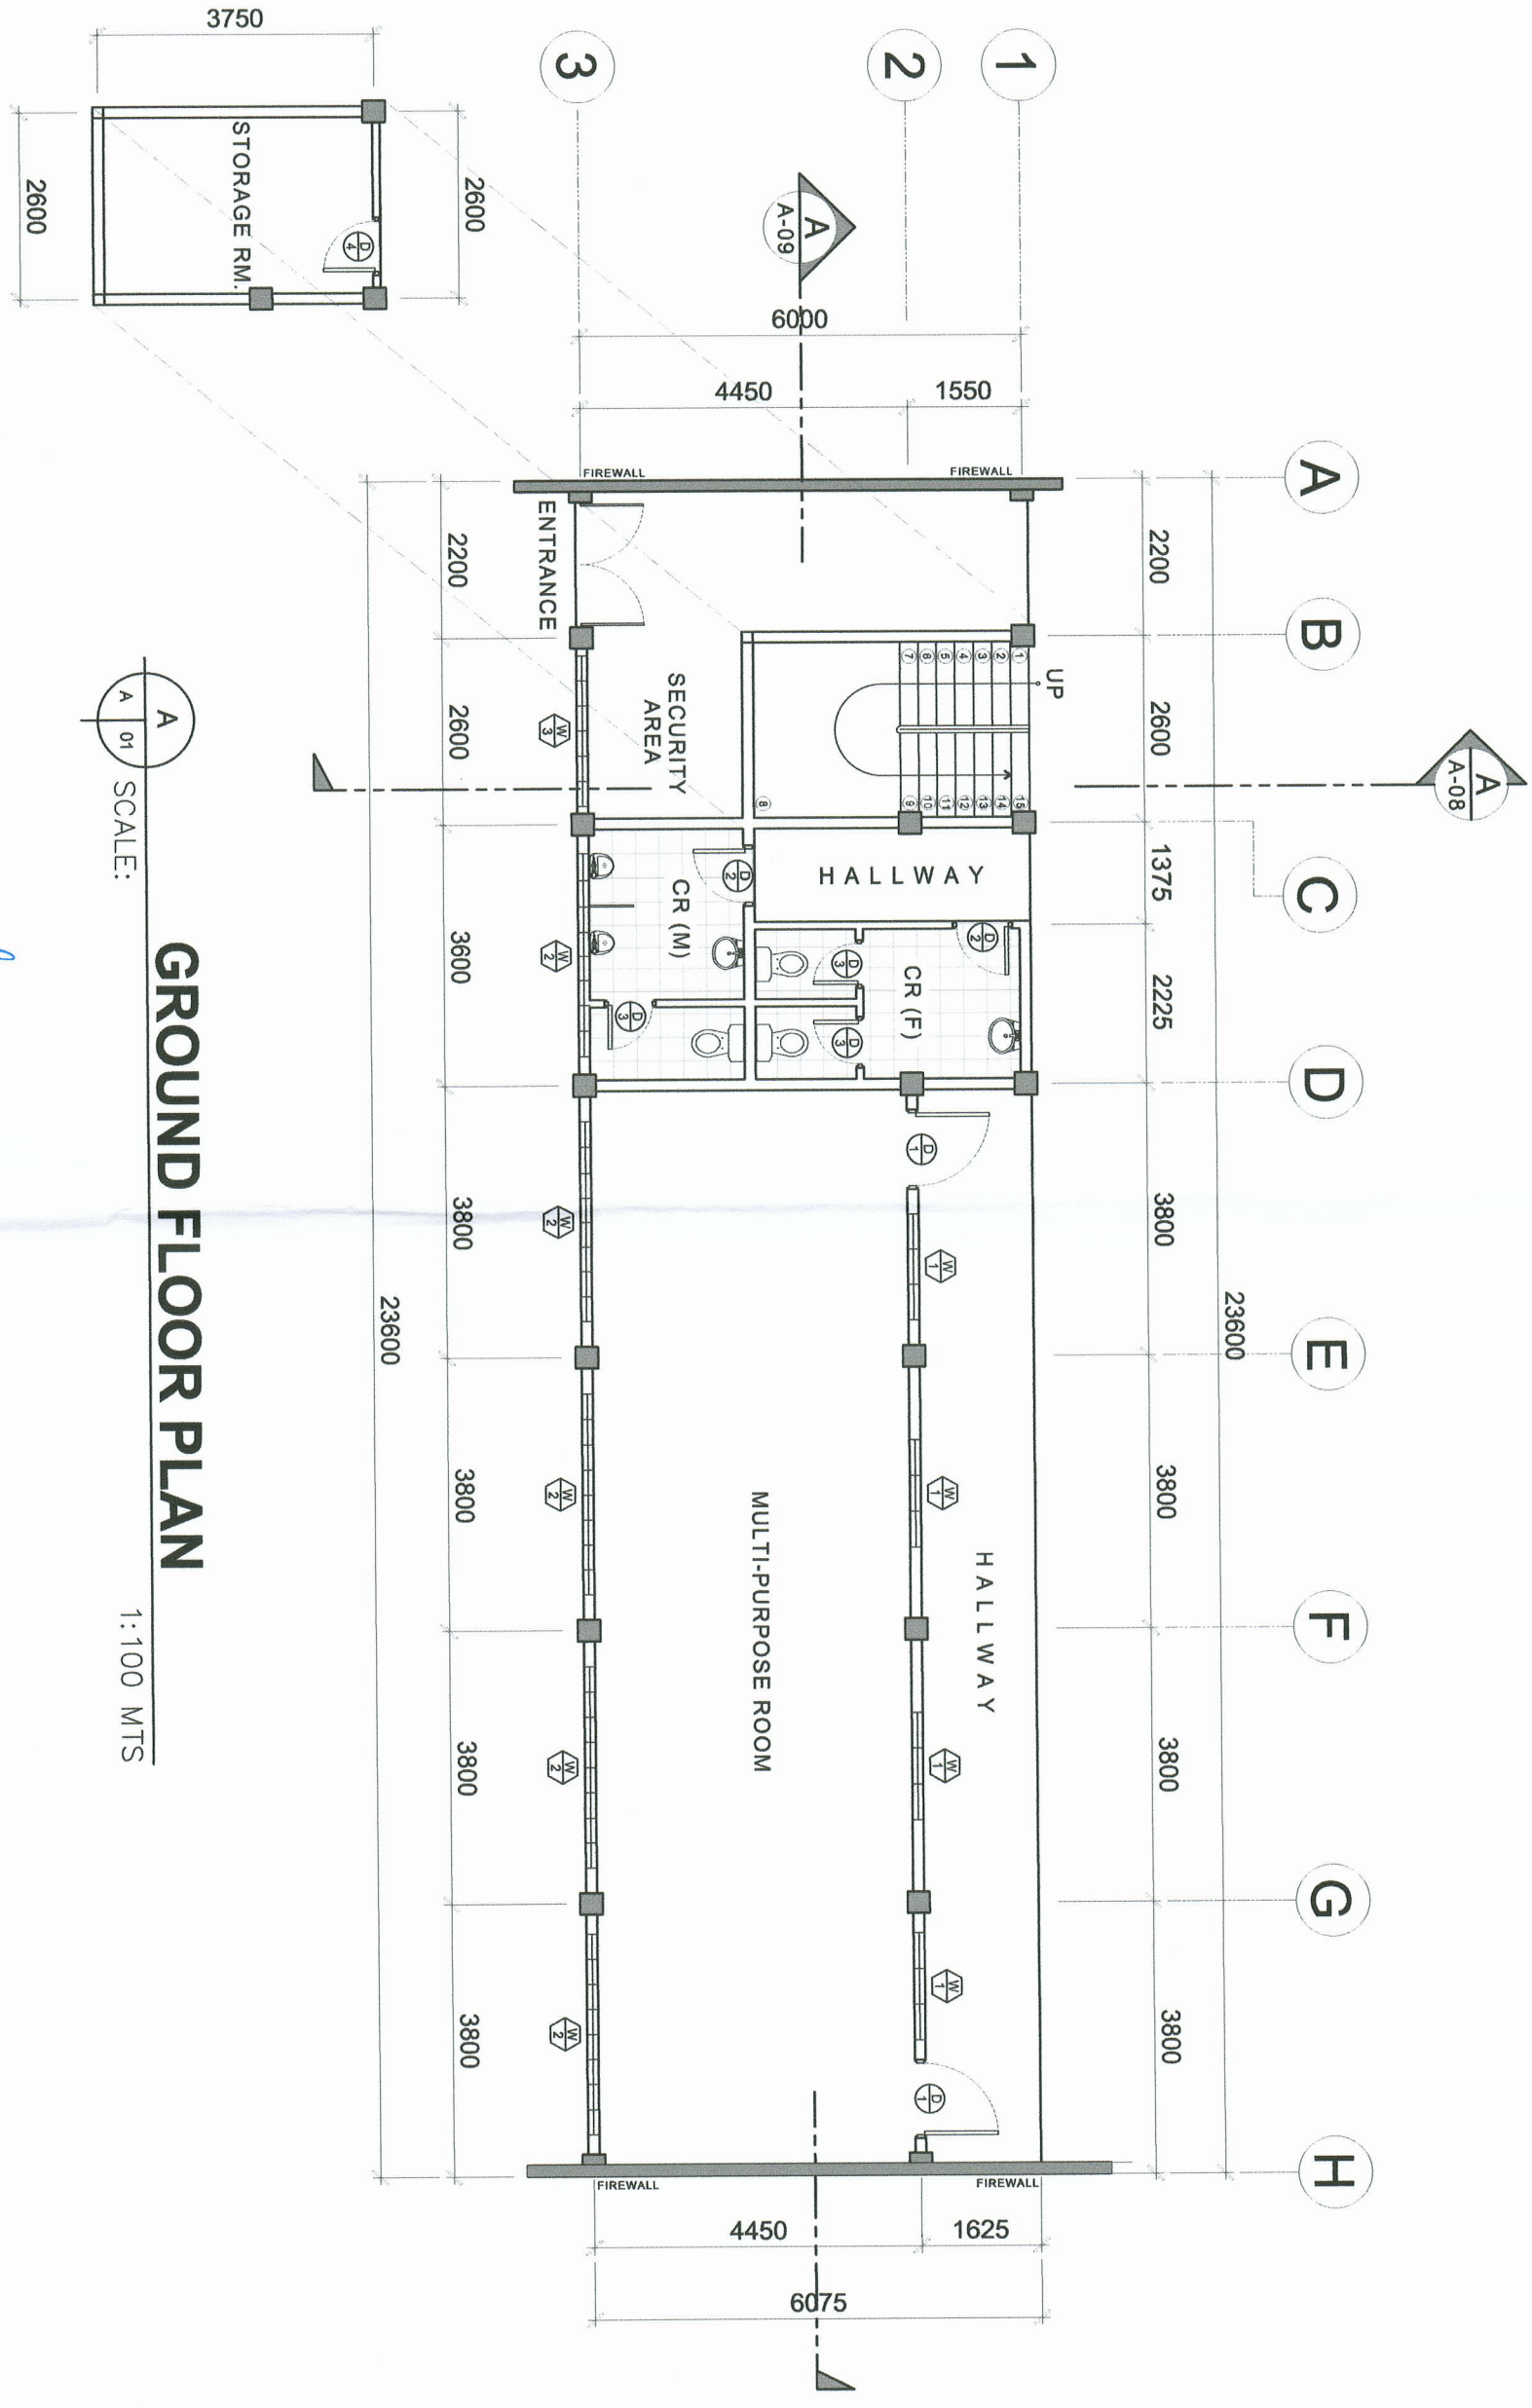 A
B
C
D
E
F
G
H
23600
2200
2600
1375
2225
3800
3800
3800
3800
A
A-08
1
2
3
A
A-09
6000
1550
4450
FIREWALL
FIREWALL
UP
1
2
3
4
5
6
7
8
9
10
11
12
13
14
15
HALLWAY
D
2
CR (F)
D
3
D
3
D
1
W
1
W
1
HALLWAY
W
1
W
1
D
1
FIREWALL
FIREWALL
1625
4450
6075
MULTI-PURPOSE ROOM
SECURITY
AREA
D
2
CR (M)
D
3
ENTRANCE
W
3
W
2
W
2
W
2
W
2
W
2
2200
2600
3600
3800
3800
3800
3800
23600
2600
3750
D
4
STORAGE RM.
2600
A
A
01
GROUND FLOOR PLAN
SCALE:
1:100 MTS